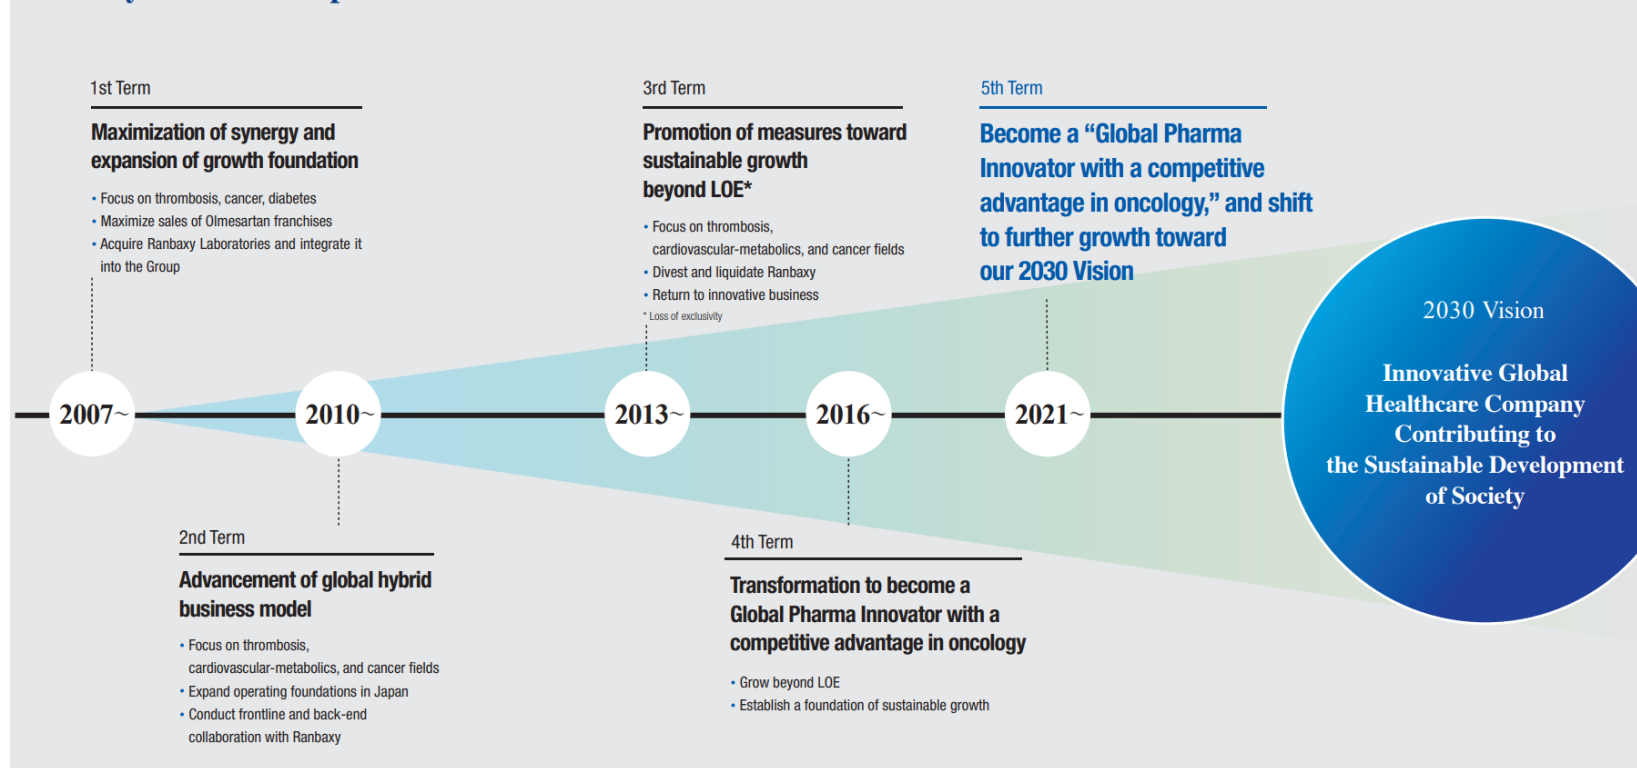 1st Term
Maximization of synergy and
expansion of growth foundation
• Focus on thrombosis, cancer, diabetes
• Maximize sales of Olmesartan franchises
• Acquire Ranbaxy Laboratories and integrate it
into the Group
3rd Term
Promotion of measures toward
sustainable growth
beyond LOE*
• Focus on thrombosis,
cardiovascular-metabolics, and cancer fields
• Divest and liquidate Ranbaxy
• Return to innovative business
* Loss of exclusivity
5th Term
Become a “Global Pharma
Innovator with a competitive
advantage in oncology,” and shift
to further growth toward
our 2030 Vision
2007~
2010~
2013~
2016~
2021~
2030 Vision
Innovative Global
Healthcare Company
Contributing to
the Sustainable Development
of Society
2nd Term
Advancement of global hybrid
business model
• Focus on thrombosis,
cardiovascular-metabolics, and cancer fields
• Expand operating foundations in Japan
• Conduct frontline and back-end
collaboration with Ranbaxy
4th Term
Transformation to become a
Global Pharma Innovator with a
competitive advantage in oncology
• Grow beyond LOE
• Establish a foundation of sustainable growth